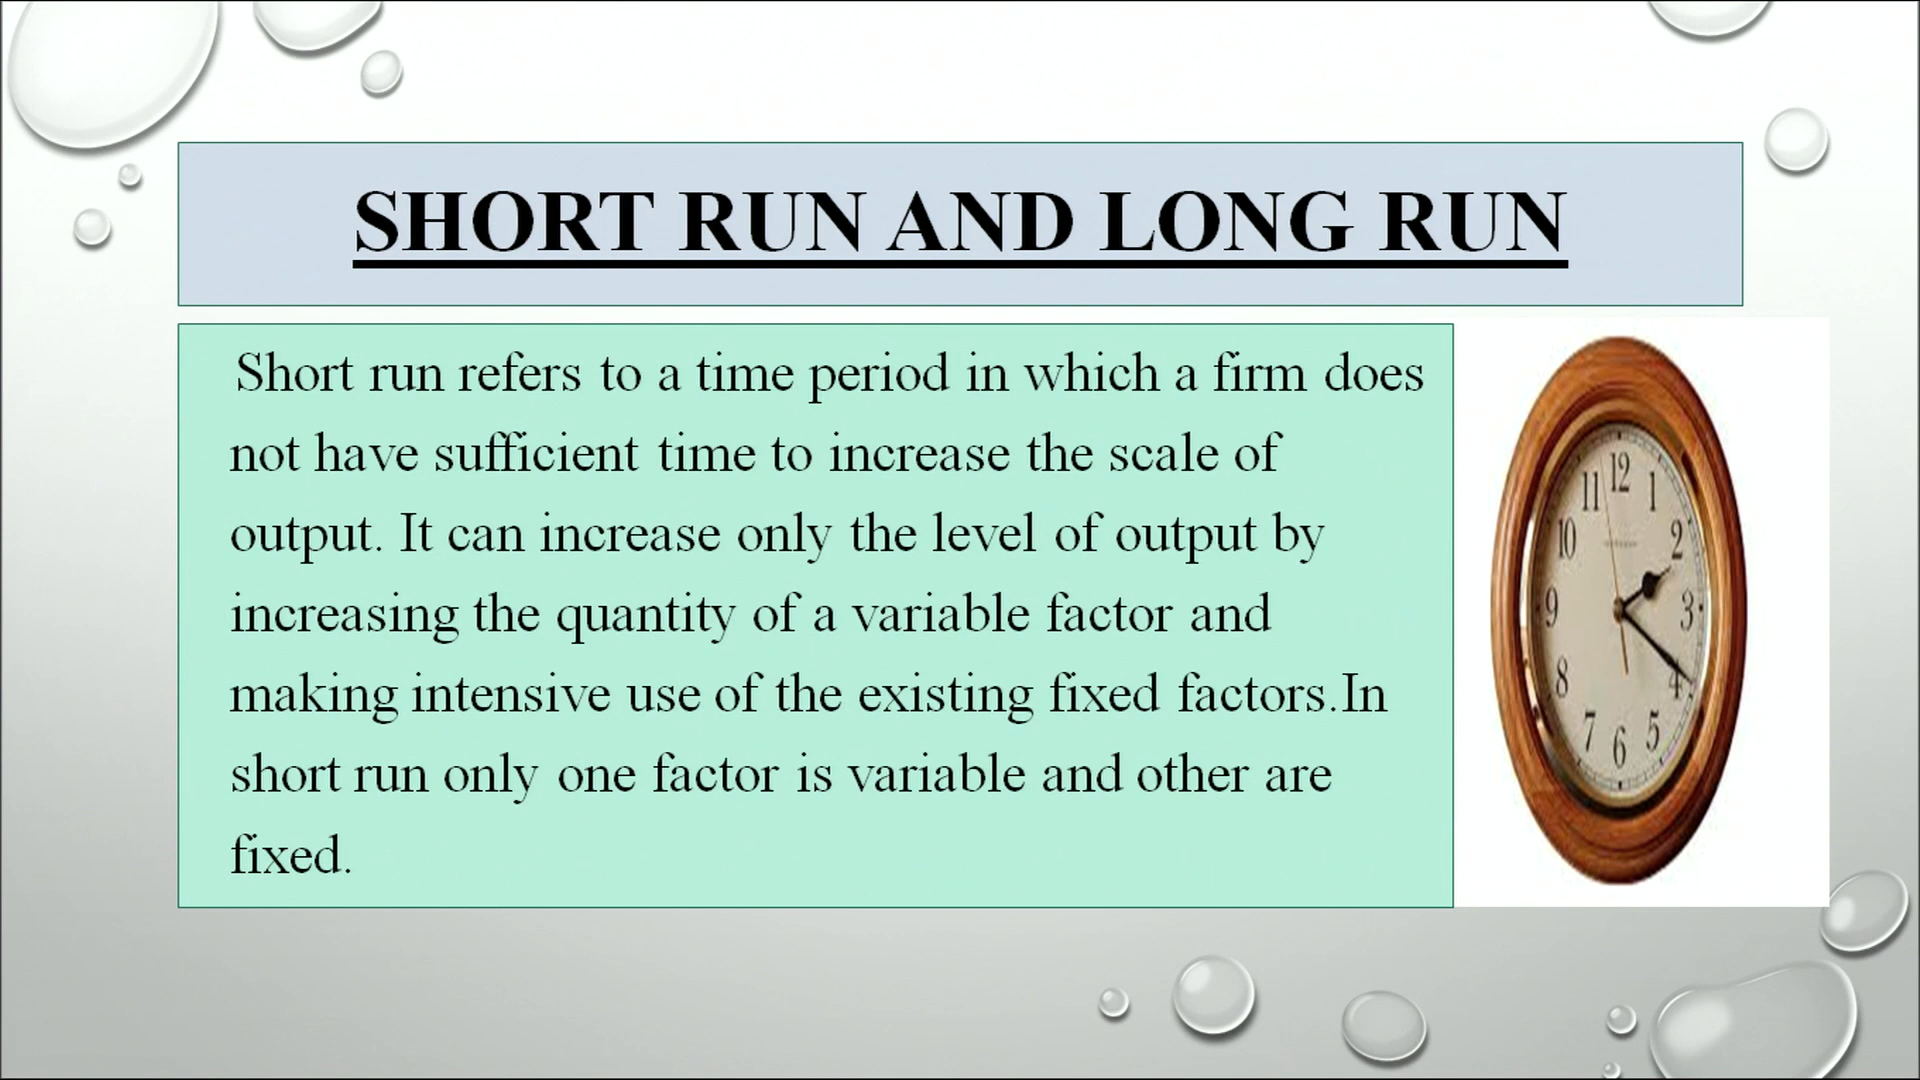 SHORT RUN AND LONG RUN
Short run refers to a time period in which a firm does
not have sufficient time to increase the scale of
output. It can increase only the level of output by
increasing the quantity of a variable factor and
making intensive use of the existing fixed factors.In
short run only one factor is variable and other are
fixed.
12
1
2
3
4
5
6
7
8
9
10
11